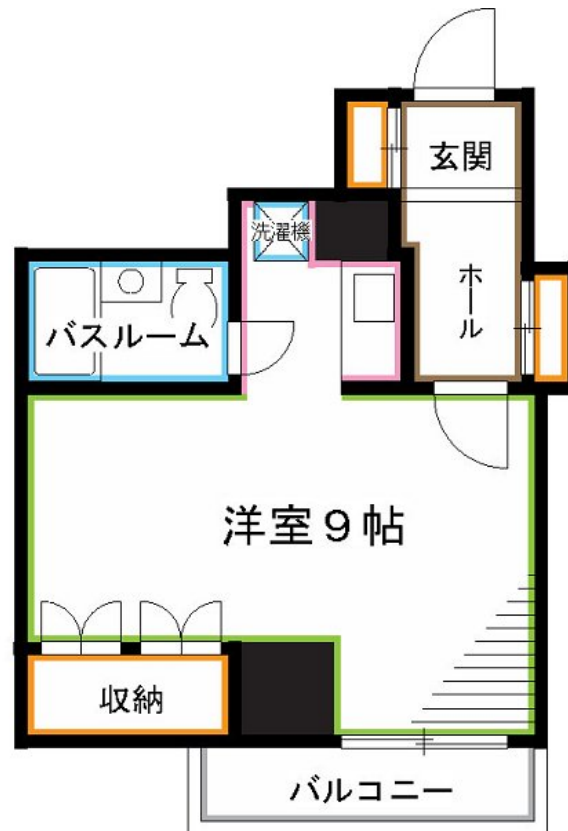 玄関
洗濯機
ホール
バスルーム
洋室９帖
収納
バルコニー